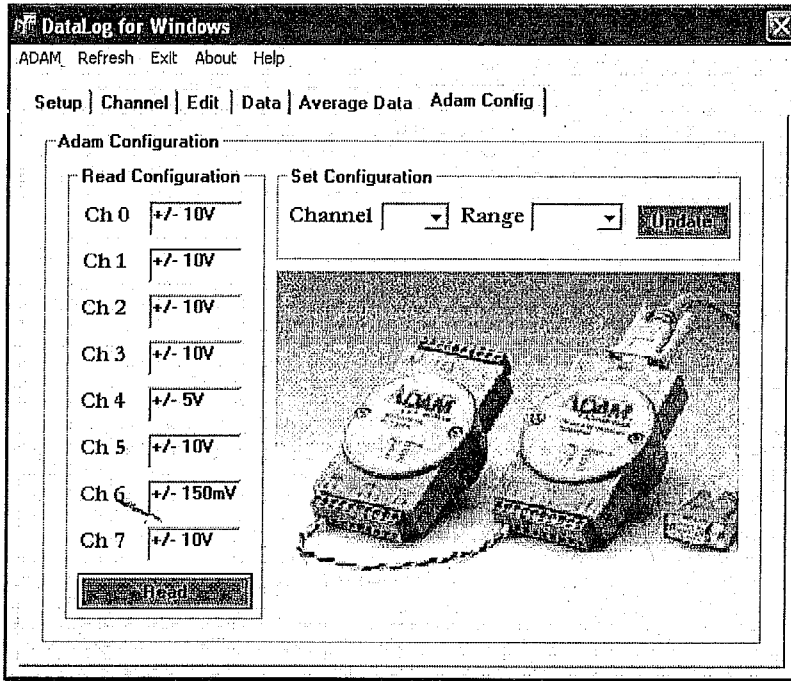 DataLog for Windows
ADAM Refresh Exit About Help
Setup Channel Edit Data Average Data Adam Config
Adam Configuration
Read Configuration
Ch 0 +/- 10V
Ch 1 +/- 10V
Ch 2 +/- 10V
Ch 3 +/- 10V
Ch 4 +/- 5V
Ch 5 +/- 10V
Ch 6 +/- 150mV
Ch 7 +/- 10V
Read
Set Configuration
Channel Range Update
ADAM
ADAM